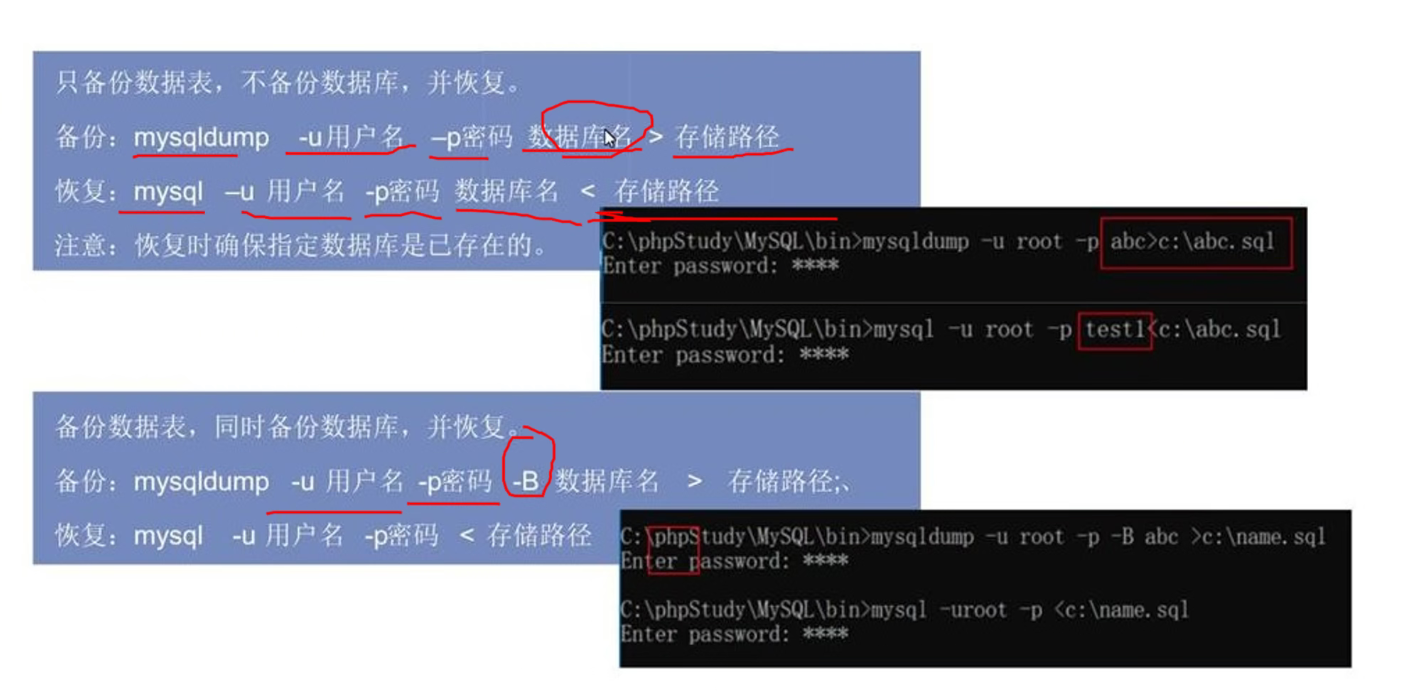 只备份数据表，不备份数据库，并恢复。
备份：mysqldump -u用户名 –p密码 数据库名 > 存储路径
恢复：mysql –u 用户名 -p密码 数据库名 < 存储路径
注意：恢复时确保指定数据库是已存在的。
C:\phpStudy\MySQL\bin>mysqldump -u root -p abc>c:\abc.sql
Enter password: ****
C:\phpStudy\MySQL\bin>mysql -u root -p test1<c:\abc.sql
Enter password: ****
备份数据表，同时备份数据库，并恢复。
备份：mysqldump -u 用户名 -p密码 -B 数据库名 > 存储路径;、
恢复：mysql -u 用户名 -p密码 < 存储路径
C:\phpStudy\MySQL\bin>mysqldump -u root -p -B abc >c:\name.sql
Enter password: ****
C:\phpStudy\MySQL\bin>mysql -uroot -p <c:\name.sql
Enter password: ****